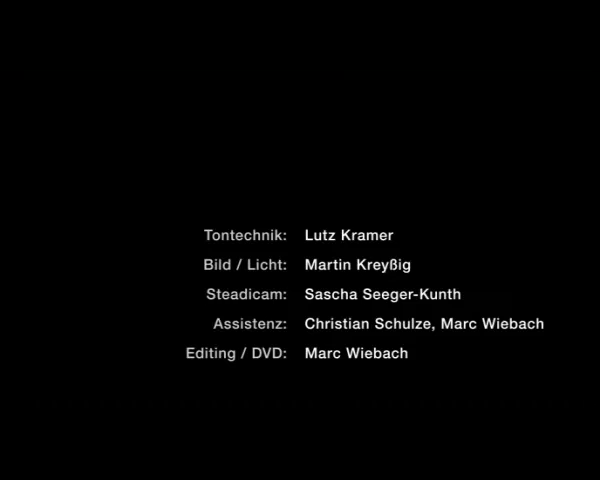 Tontechnik: Lutz Kramer
Bild / Licht: Martin Kreyßig
Steadicam: Sascha Seeger-Kunth
Assistenz: Christian Schulze, Marc Wiebach
Editing / DVD: Marc Wiebach